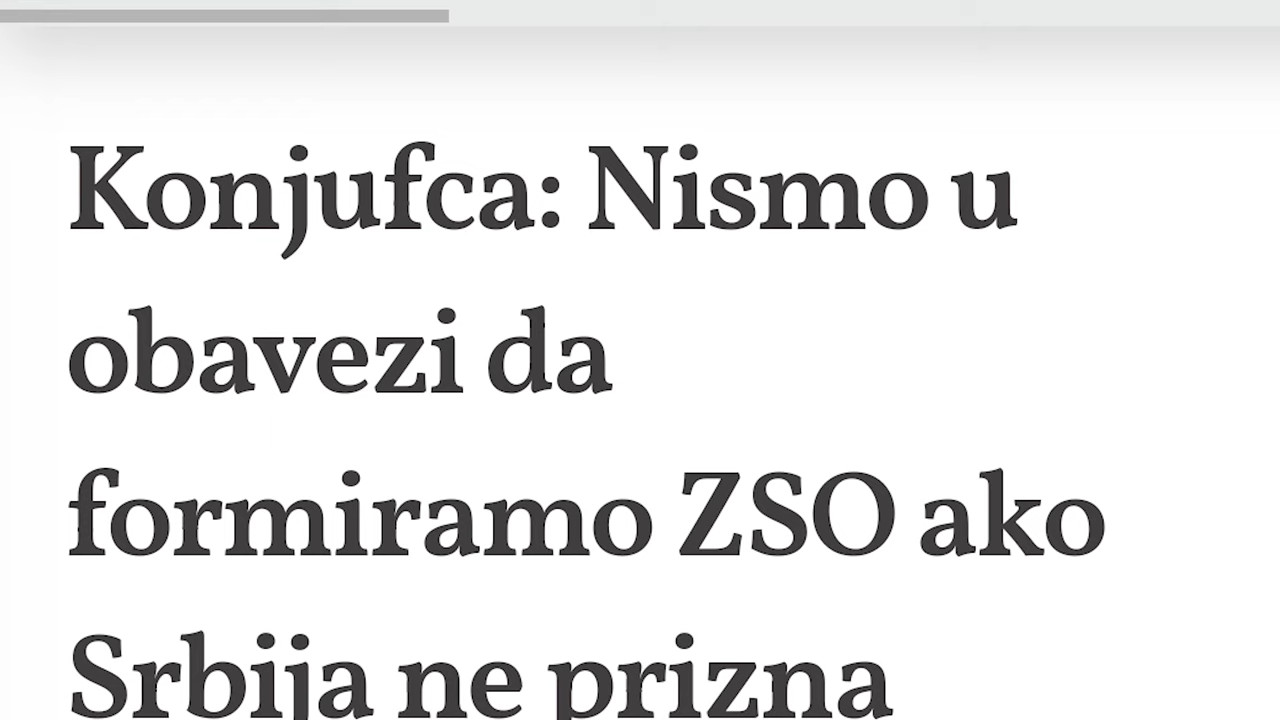 Konjufca: Nismo u
obavezi da
formiramo ZSO ako
Srbija ne prizna